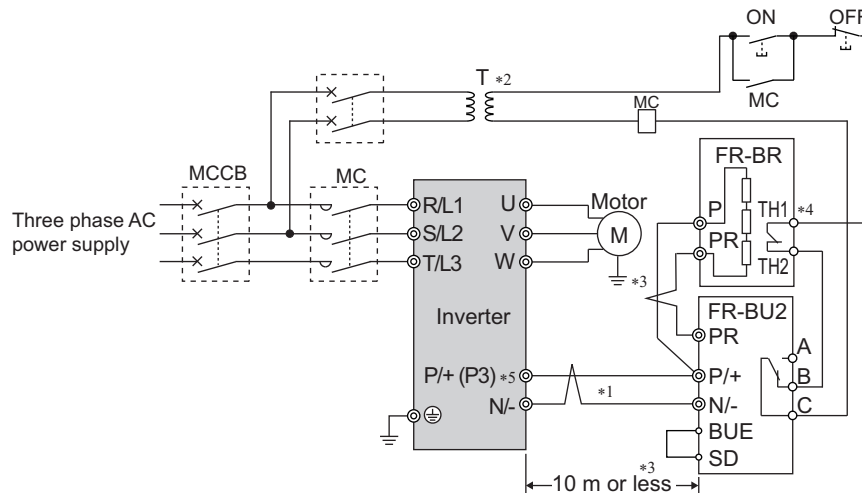 ON
OFF
T *2
MC
MC
FR-BR
MCCB
MC
R/L1
S/L2
T/L3
U
V
W
Motor
M
P
PR
TH1
TH2
*4
Three phase AC
power supply
*3
FR-BU2
Inverter
PR
A
B
C
P/+ (P3) *5
P/+
*1
N/-
N/-
BUE
SD
*3
10 m or less